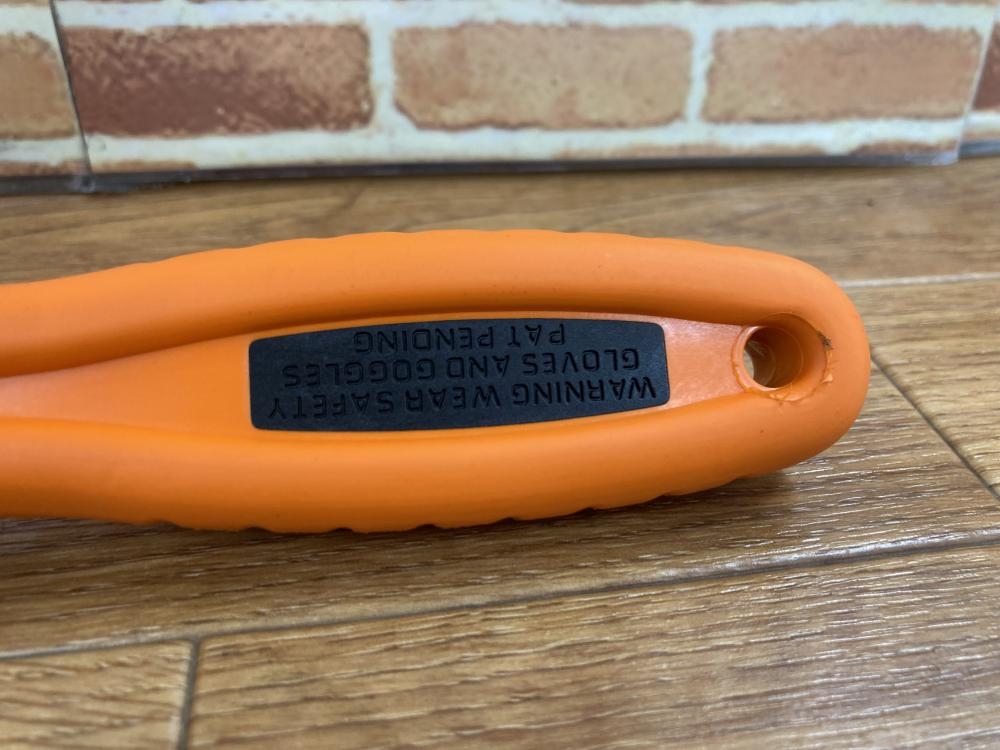 WARNING WEAR SAFETY
GLOVES AND GOGGLES
PAT PENDING